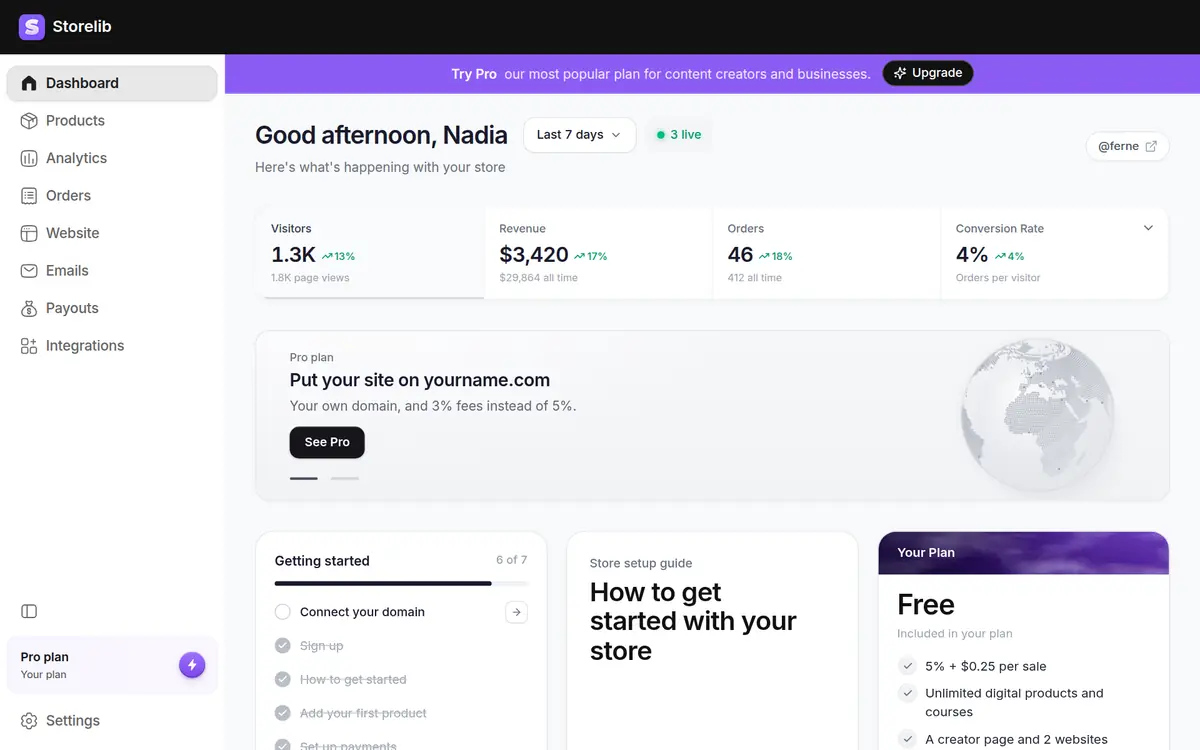 Storelib
Dashboard
Products
Analytics
Orders
Website
Emails
Payouts
Integrations
Pro plan
Your plan
Settings
Try Pro our most popular plan for content creators and businesses. Upgrade
Good afternoon, Nadia
Last 7 days
3 live
Here's what's happening with your store
@ferne
Visitors
1.3K 13%
1.8K page views
Revenue
$3,420 17%
$29,864 all time
Orders
46 18%
412 all time
Conversion Rate
4% 4%
Orders per visitor
Pro plan
Put your site on yourname.com
Your own domain, and 3% fees instead of 5%.
See Pro
Getting started 6 of 7
Connect your domain
Sign up
How to get started
Add your first product
Set up payments
Store setup guide
How to get
started with your
store
Your Plan
Free
Included in your plan
5% + $0.25 per sale
Unlimited digital products and
courses
A creator page and 2 websites